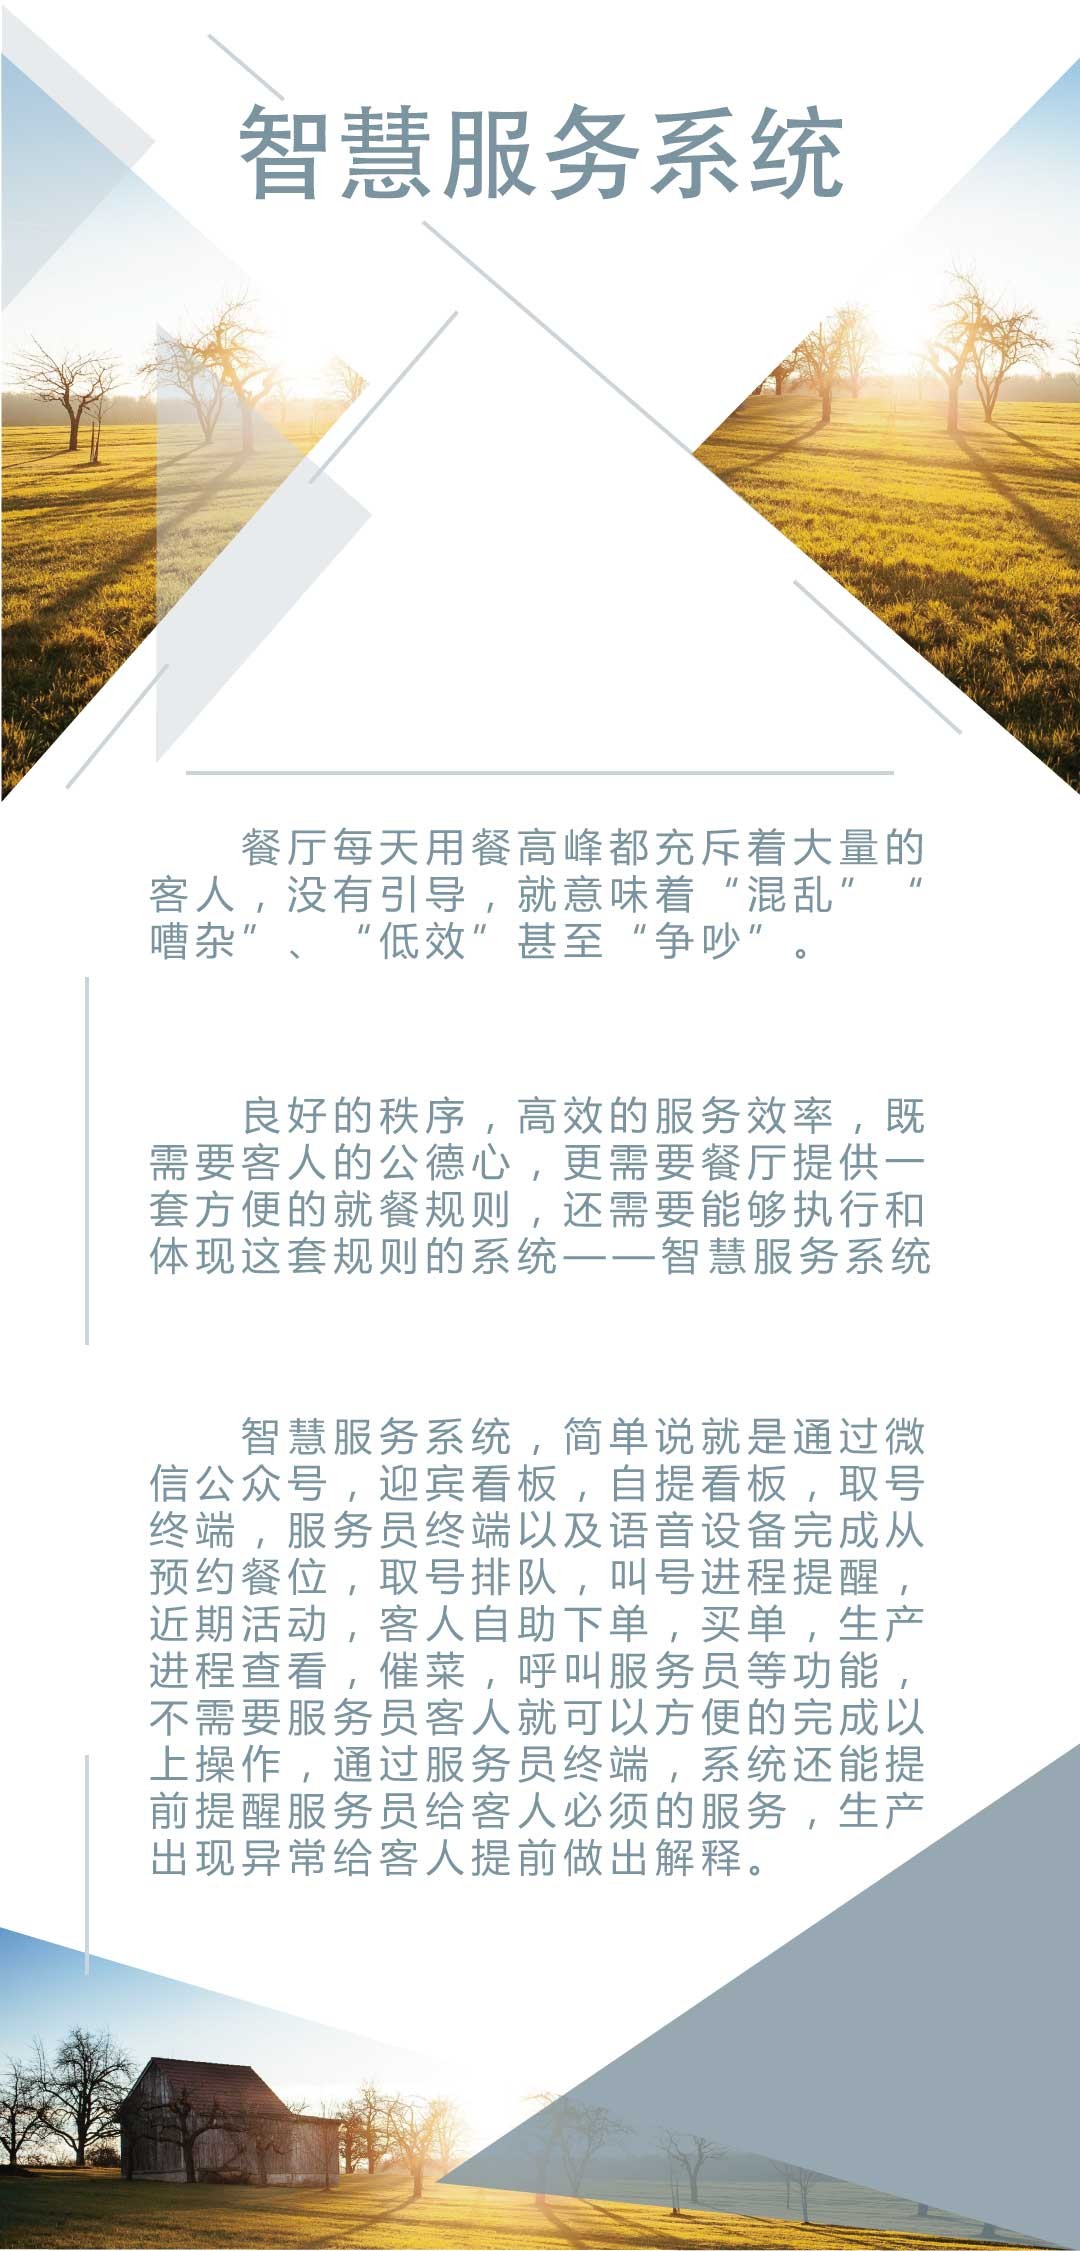 智慧服务系统
餐厅每天用餐高峰都充斥着大量的
客人，没有引导，就意味着“混乱”“
嘈杂”、“低效”甚至“争吵”。
良好的秩序，高效的服务效率，既
需要客人的公德心，更需要餐厅提供一
套方便的就餐规则，还需要能够执行和
体现这套规则的系统——智慧服务系统
智慧服务系统，简单说就是通过微
信公众号，迎宾看板，自提看板，取号
终端，服务员终端以及语音设备完成从
预约餐位，取号排队，叫号进程提醒，
近期活动，客人自助下单，买单，生产
进程查看，催菜，呼叫服务员等功能，
不需要服务员客人就可以方便的完成以
上操作，通过服务员终端，系统还能提
前提醒服务员给客人必须的服务，生产
出现异常给客人提前做出解释。